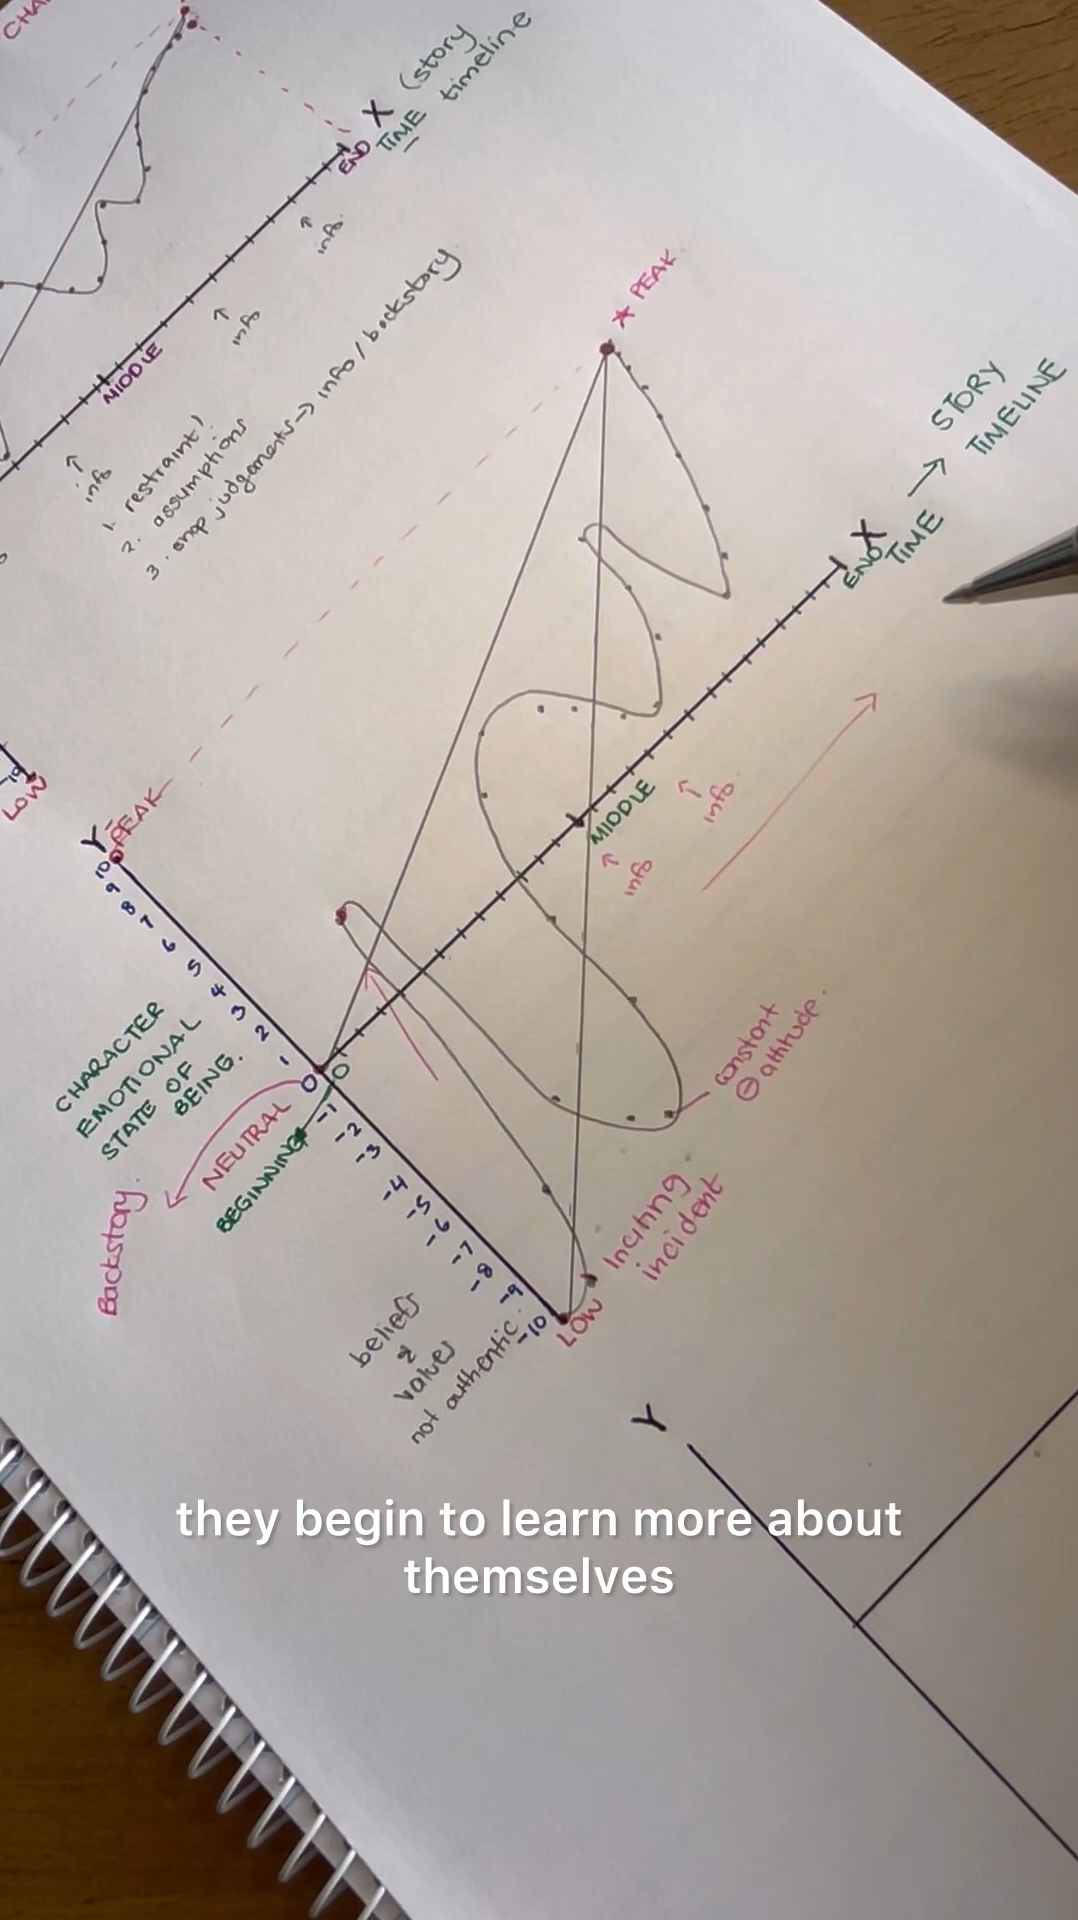 CHA
X (story
TIME timeline
END
↑
info.
↑
info
MIDDLE
↑
info
1. restraint!
2. assumptions
3. snap judgements → info / backstory
-10
LOW
★ PEAK
STORY
TIMELINE
X
END TIME →
MIDDLE
↑
info.
↑
info
Y
PEAK
10
9
8
7
6
5
4
3
2
1
0
0
-1
-2
-3
-4
-5
-6
-7
-8
-9
-10
LOW
CHARACTER
EMOTIONAL
STATE OF
BEING.
NEUTRAL
BEGINNING
Backstory.
constant
⊖ attitude.
Inciting
incident
beliefs
&
values
not authentic.
Y
they begin to learn more about
themselves